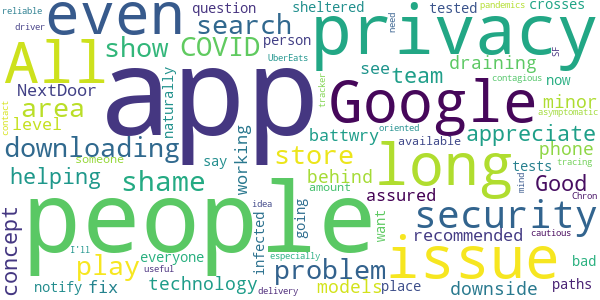 even
question
sheltered
tested
need
crosses
pandemics
reliable
driver
privacy
All
search
person
SF
show
COVID
UberEats
draining
app
Google
NextDoor
naturally
see
team
tracker
contagious
now
area
minor
level
battwry
available
asymptomatic
contact
downloading
someone
say
working
long
appreciate
oriented
phone
store
behind
tests
tracing
helping
shame
amount
assured
mind
Good
Chron
people
idea
going
want
security
concept
infected
issue
recommended
cautious
play
everyone
problem
I'll
especially
technology
models
place
bad
notify
fix
useful
delivery
downside
paths